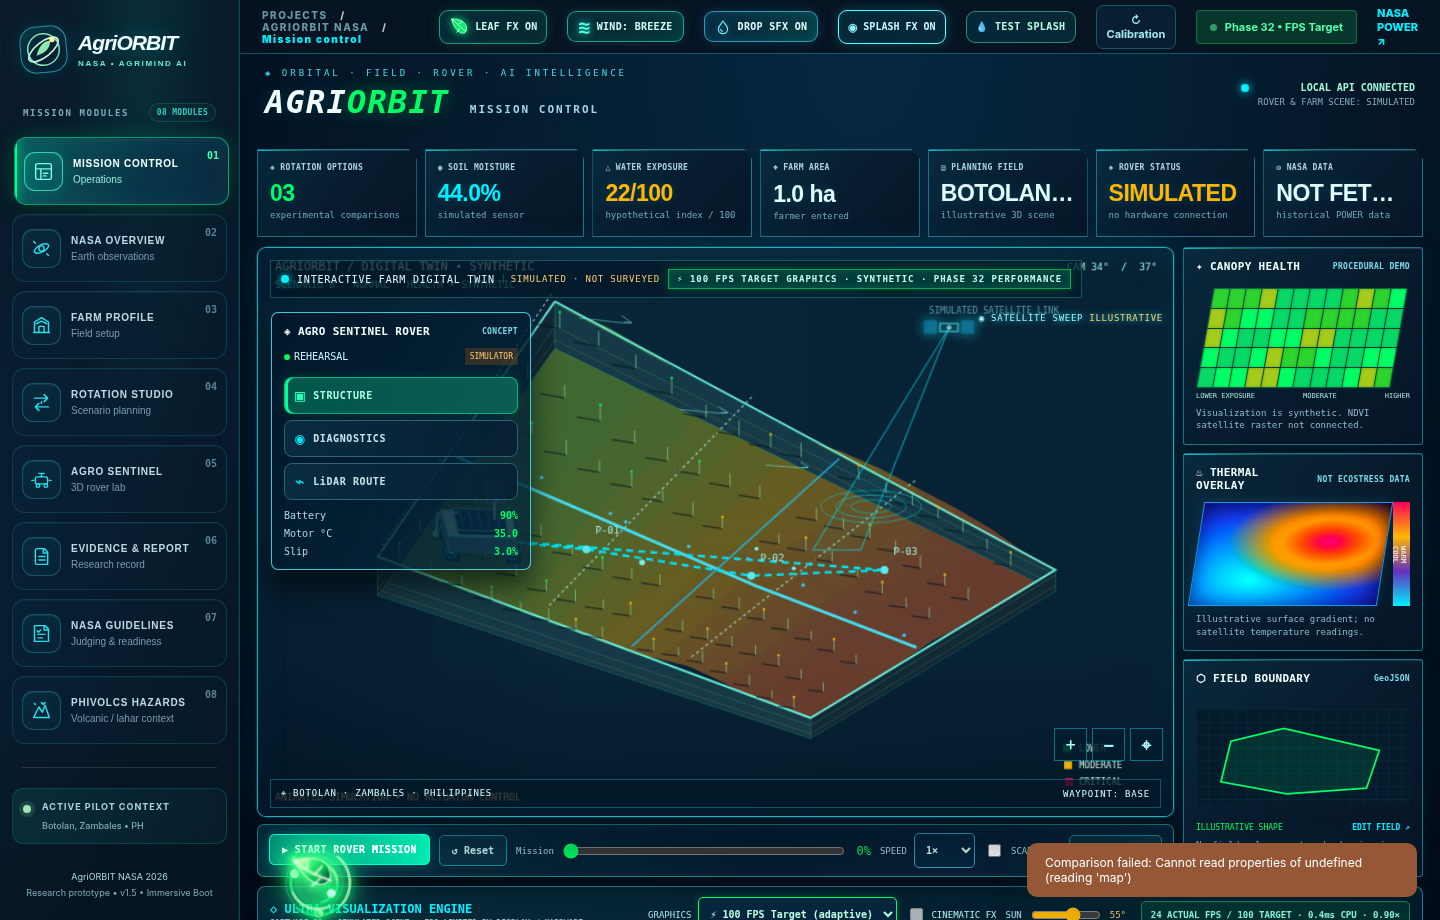 AgriORBIT
NASA • AGRIMIND AI
MISSION MODULES
08 MODULES
MISSION CONTROL
Operations
01
NASA OVERVIEW
Earth observations
02
FARM PROFILE
Field setup
03
ROTATION STUDIO
Scenario planning
04
AGRO SENTINEL
3D rover lab
05
EVIDENCE & REPORT
Research record
06
NASA GUIDELINES
Judging & readiness
07
PHIVOLCS HAZARDS
Volcanic / lahar context
08
ACTIVE PILOT CONTEXT
Botolan, Zambales • PH
AgriORBIT NASA 2026
Research prototype • v1.5 • Immersive Boot
PROJECTS /
AGRIORBIT NASA /
Mission control
LEAF FX ON
WIND: BREEZE
DROP SFX ON
SPLASH FX ON
TEST SPLASH
↻
Calibration
Phase 32 • FPS Target
NASA
POWER
↗
ORBITAL · FIELD · ROVER · AI INTELLIGENCE
AGRIORBIT MISSION CONTROL
LOCAL API CONNECTED
ROVER & FARM SCENE: SIMULATED
ROTATION OPTIONS
03
experimental comparisons
SOIL MOISTURE
44.0%
simulated sensor
WATER EXPOSURE
22/100
hypothetical index / 100
FARM AREA
1.0 ha
farmer entered
PLANNING FIELD
BOTOLAN…
illustrative 3D scene
ROVER STATUS
SIMULATED
no hardware connection
NASA DATA
NOT FET…
historical POWER data
AGRIORBIT / DIGITAL TWIN • SYNTHETIC
INTERACTIVE FARM DIGITAL TWIN
SIMULATED · NOT SURVEYED
⚡ 100 FPS TARGET GRAPHICS · SYNTHETIC · PHASE 32 PERFORMANCE
34° / 37°
SIMULATED SATELLITE LINK
SATELLITE SWEEP ILLUSTRATIVE
AGRO SENTINEL ROVER
CONCEPT
REHEARSAL
SIMULATOR
STRUCTURE
DIAGNOSTICS
LiDAR ROUTE
Battery 90%
Motor °C 35.0
Slip 3.0%
P-01
P-02
P-03
+ − ⌖
MODERATE
CRITICAL
BOTOLAN · ZAMBALES · PHILIPPINES
WAYPOINT: BASE
CANOPY HEALTH
PROCEDURAL DEMO
LOWER EXPOSURE MODERATE HIGHER
Visualization is synthetic. NDVI
satellite raster not connected.
THERMAL
OVERLAY
NOT ECOSTRESS DATA
WARM
COOL
Illustrative surface gradient; no
satellite temperature readings.
FIELD BOUNDARY
GeoJSON
ILLUSTRATIVE SHAPE
EDIT FIELD ↗
▶ START ROVER MISSION
↺ Reset
Mission
0%
SPEED
1×
Comparison failed: Cannot read properties of undefined
(reading 'map')
◇ ULTRA VISUALIZATION ENGINE
GRAPHICS
⚡ 100 FPS Target (adaptive)
CINEMATIC FX
SUN
55°
24 ACTUAL FPS / 100 TARGET · 0.4ms CPU · 0.90×